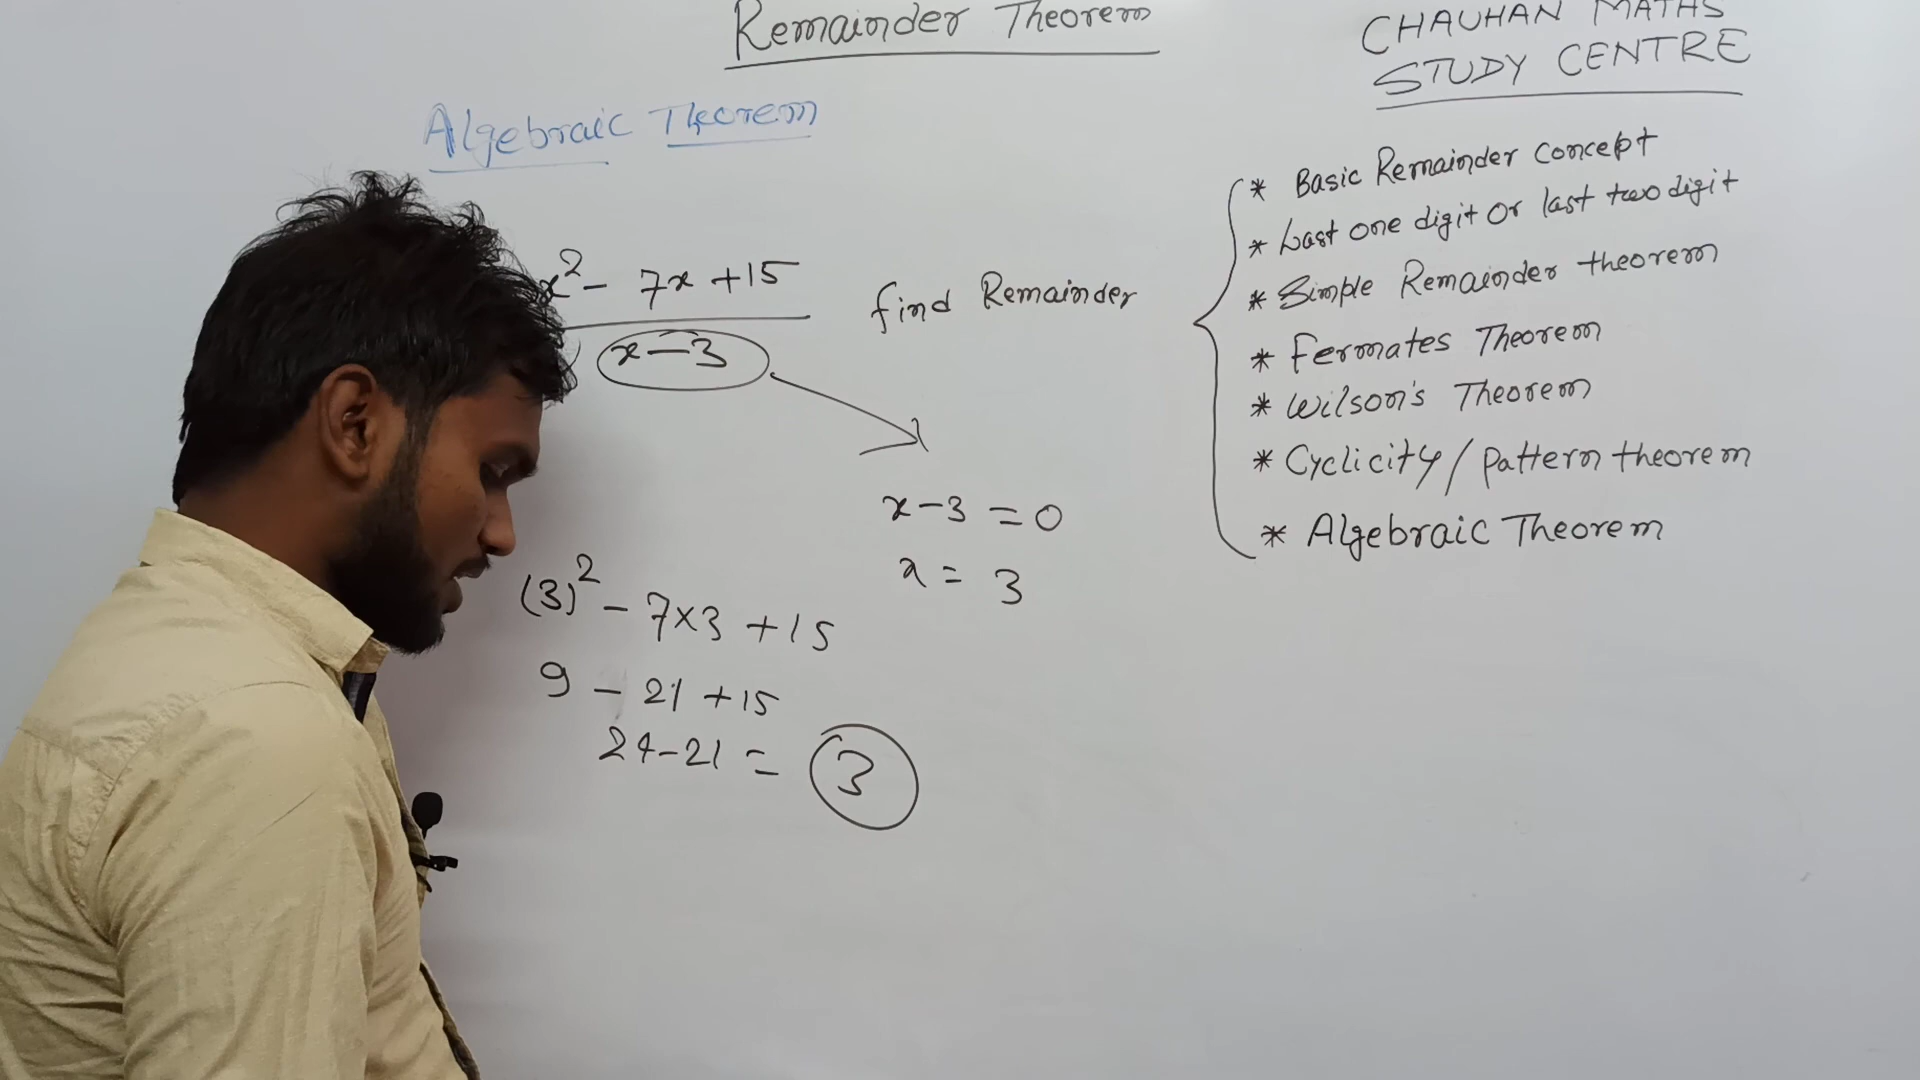 Remainder Theorem
CHAUHAN MATHS
STUDY CENTRE
Algebraic Theorem
* Basic Remainder concept
* Last one digit or last two digit
* Simple Remainder theorem
* Fermates Theorem
* Wilson's Theorem
* Cyclicity / Pattern theorem
* Algebraic Theorem
x² - 7x + 15 find Remainder
x - 3
x - 3 = 0
x = 3
(3)² - 7×3 + 15
9 - 21 + 15
24 - 21 = 3